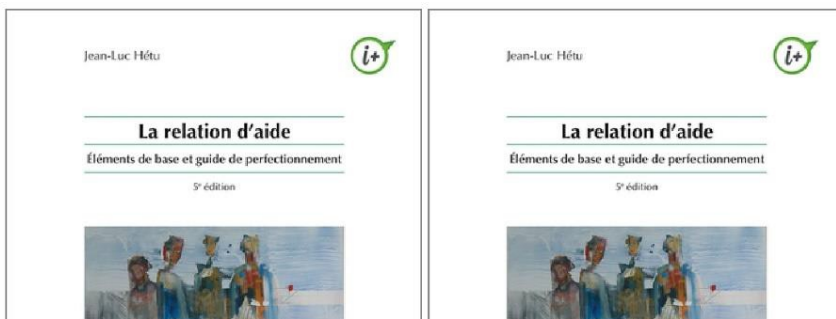 Jean-Luc Hétu
i+
La relation d'aide
Éléments de base et guide de perfectionnement
5e édition
Jean-Luc Hétu
i+
La relation d'aide
Éléments de base et guide de perfectionnement
5e édition